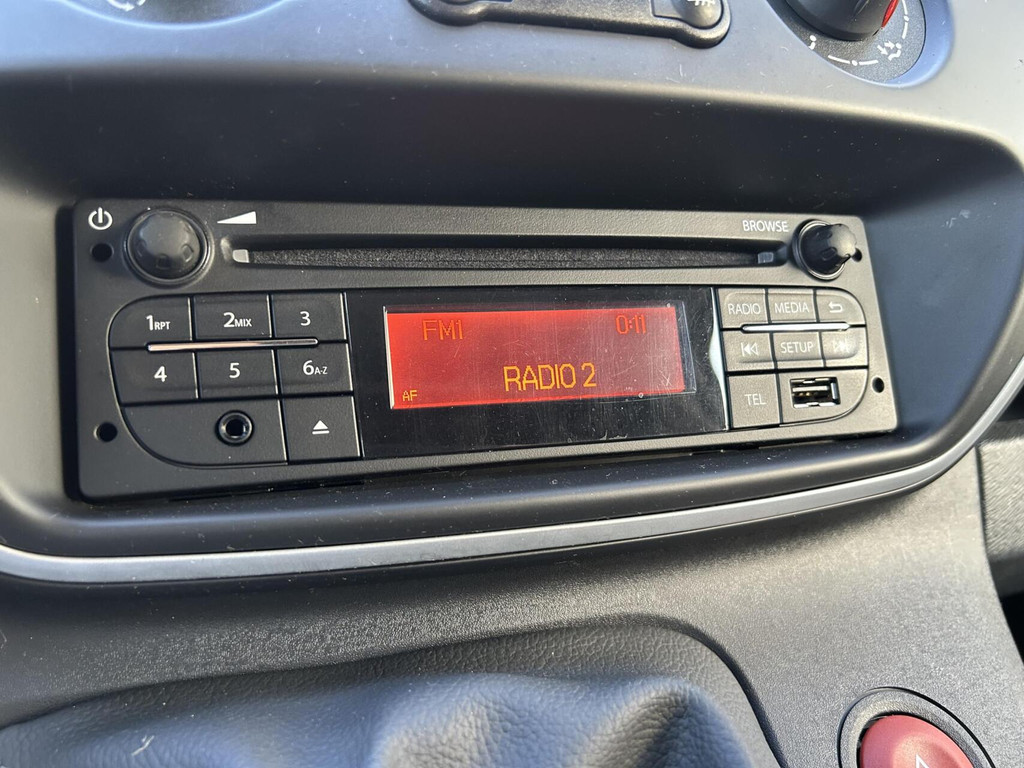 BROWSE
1RPT 2MIX 3
4 5 6A-Z
FM1 0:11
RADIO 2
AF
RADIO MEDIA
SETUP
TEL